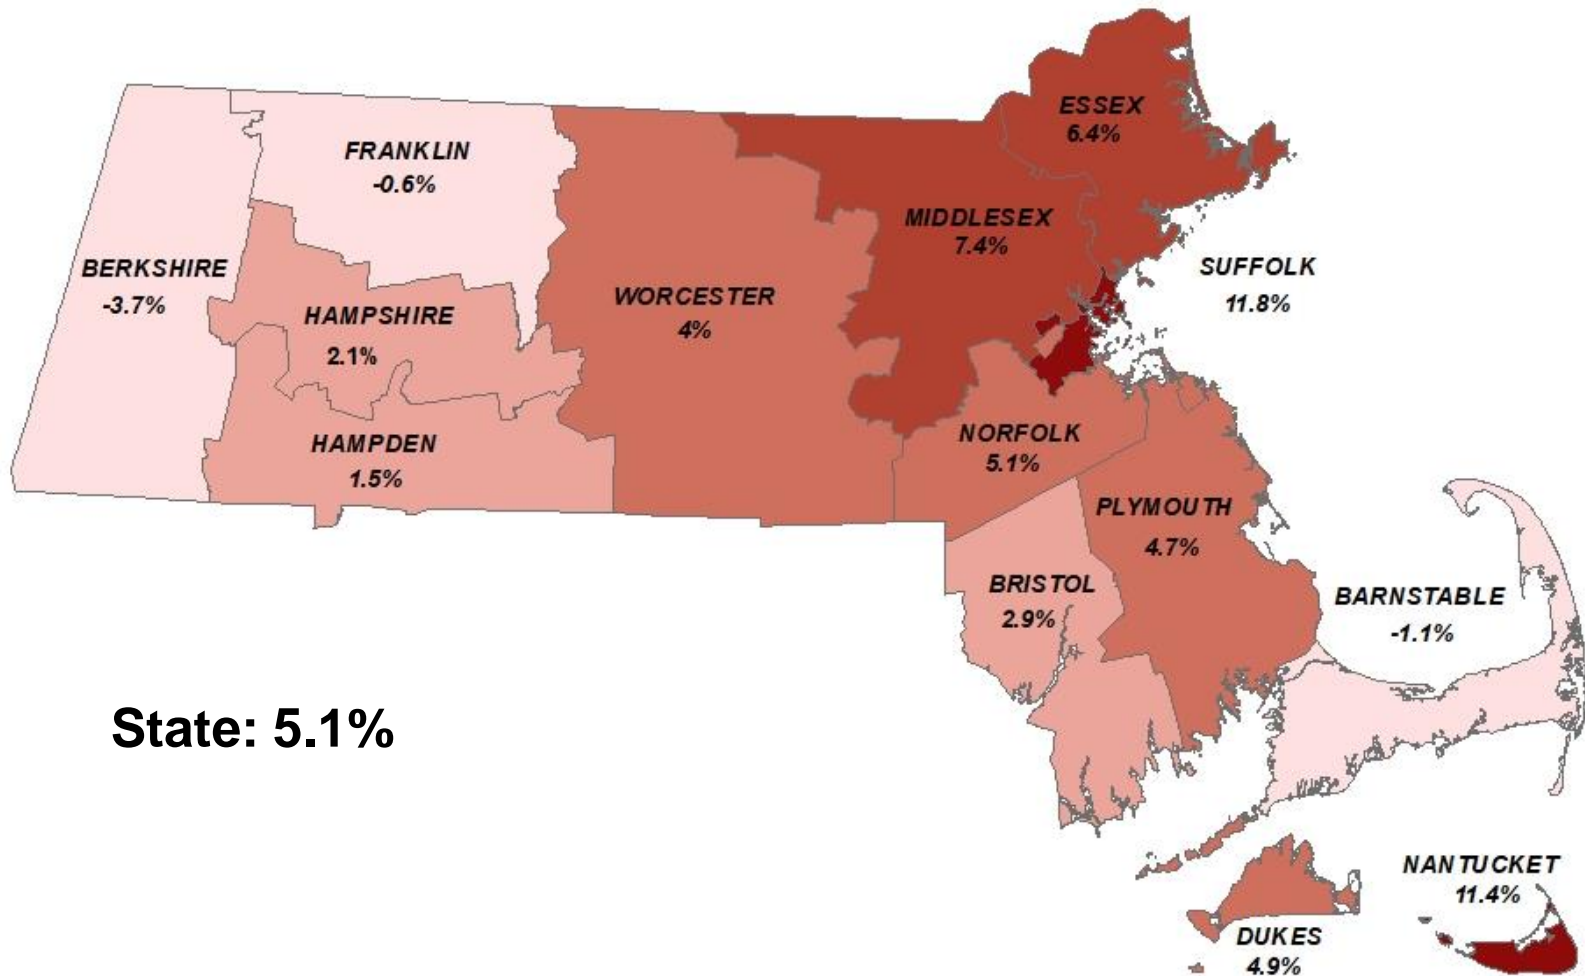 ESSEX
6.4%
FRANKLIN
-0.6%
MIDDLESEX
7.4%
BERKSHIRE
-3.7%
SUFFOLK
11.8%
WORCESTER
4%
HAMPSHIRE
2.1%
HAMPDEN
1.5%
NORFOLK
5.1%
PLYMOUTH
4.7%
BRISTOL
2.9%
BARNSTABLE
-1.1%
State: 5.1%
NANTUCKET
11.4%
DUKES
4.9%